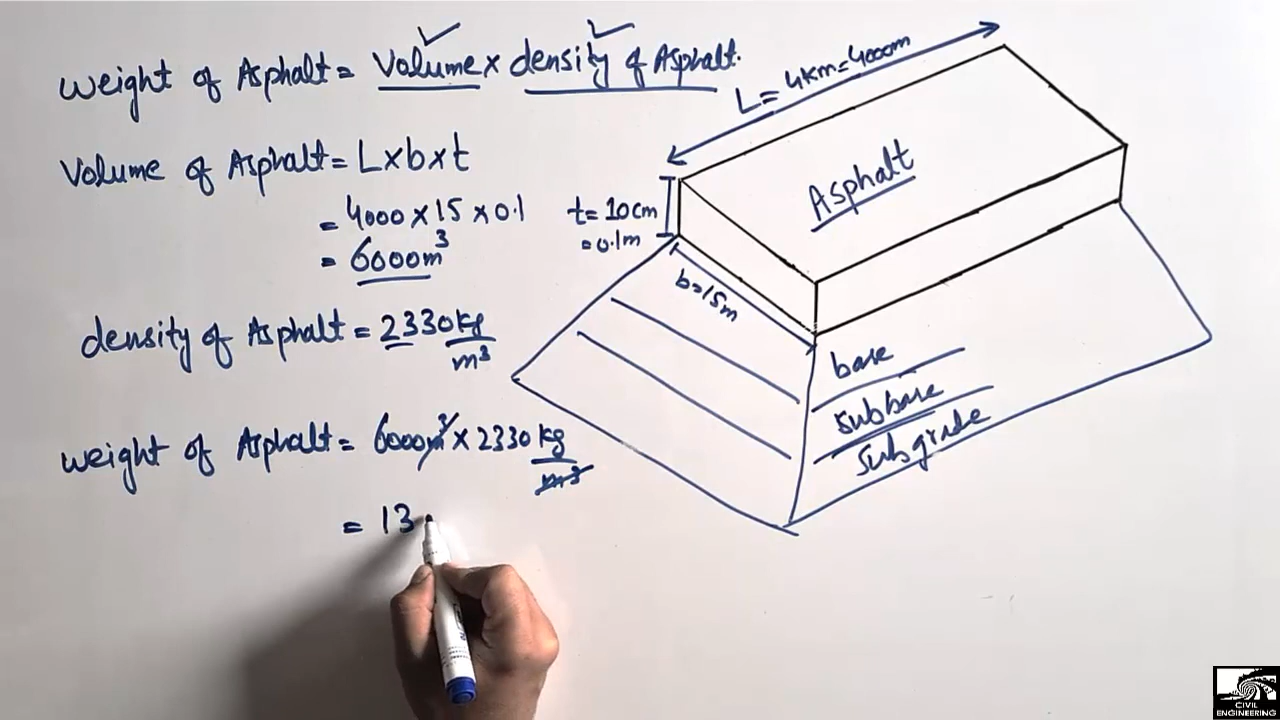 Weight of Asphalt = Volume x density of Asphalt.
Volume of Asphalt = L x b x t
= 4000 x 15 x 0.1
= 6000m³
density of Asphalt = 2330 kg/m³
Weight of Asphalt = 6000m³ x 2330 kg/m³
= 13
L = 4Km = 4000m
Asphalt
t = 10cm
= 0.1m
b = 15m
base
subbase
subgrade
CIVIL
ENGINEERING